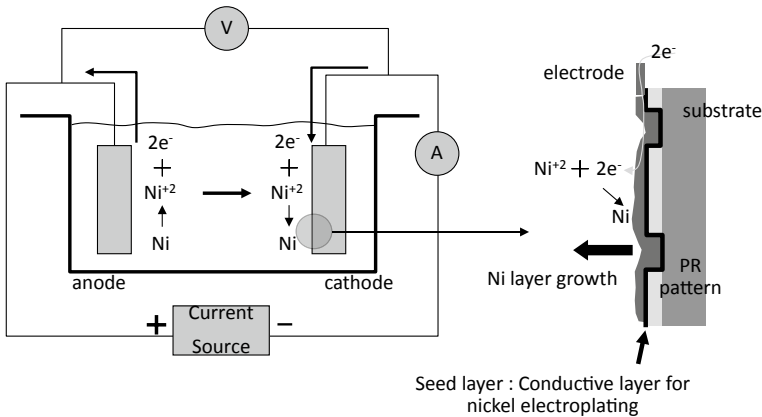 V
2e-
+
Ni+2
Ni
anode
2e-
+
Ni+2
Ni
cathode
A
+
Current
Source
−
electrode
2e-
substrate
Ni+2 + 2e-
Ni
Ni layer growth
PR
pattern
Seed layer : Conductive layer for
nickel electroplating